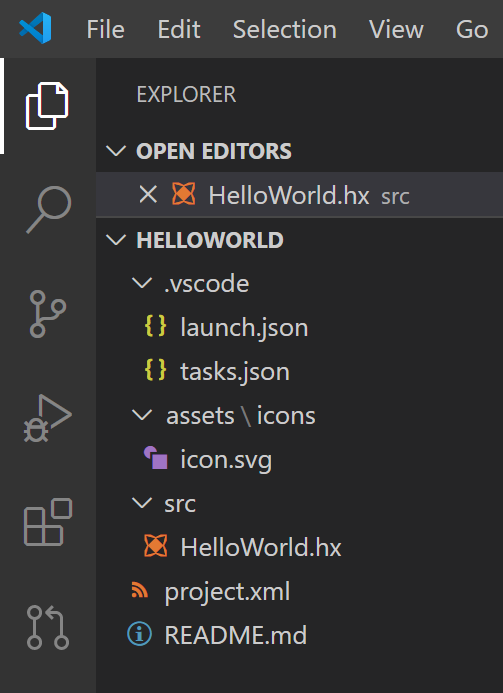 File Edit Selection View Go
EXPLORER
OPEN EDITORS
HelloWorld.hx src
HELLOWORLD
.vscode
{} launch.json
{} tasks.json
assets \ icons
icon.svg
src
HelloWorld.hx
project.xml
README.md